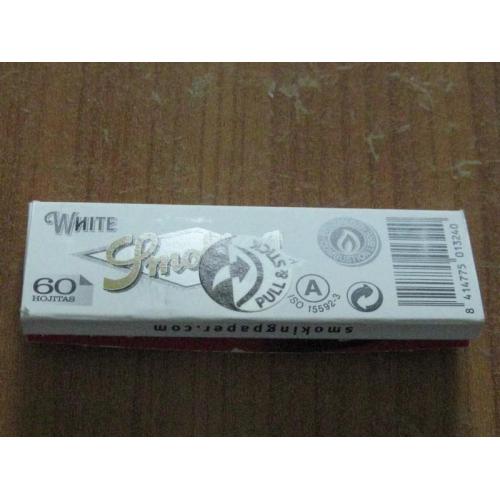 WHITE
Smoking
PULL & STICK
60
HOJITAS
A
ISO 15592-3
8 414775 013240
smokingpaper.com